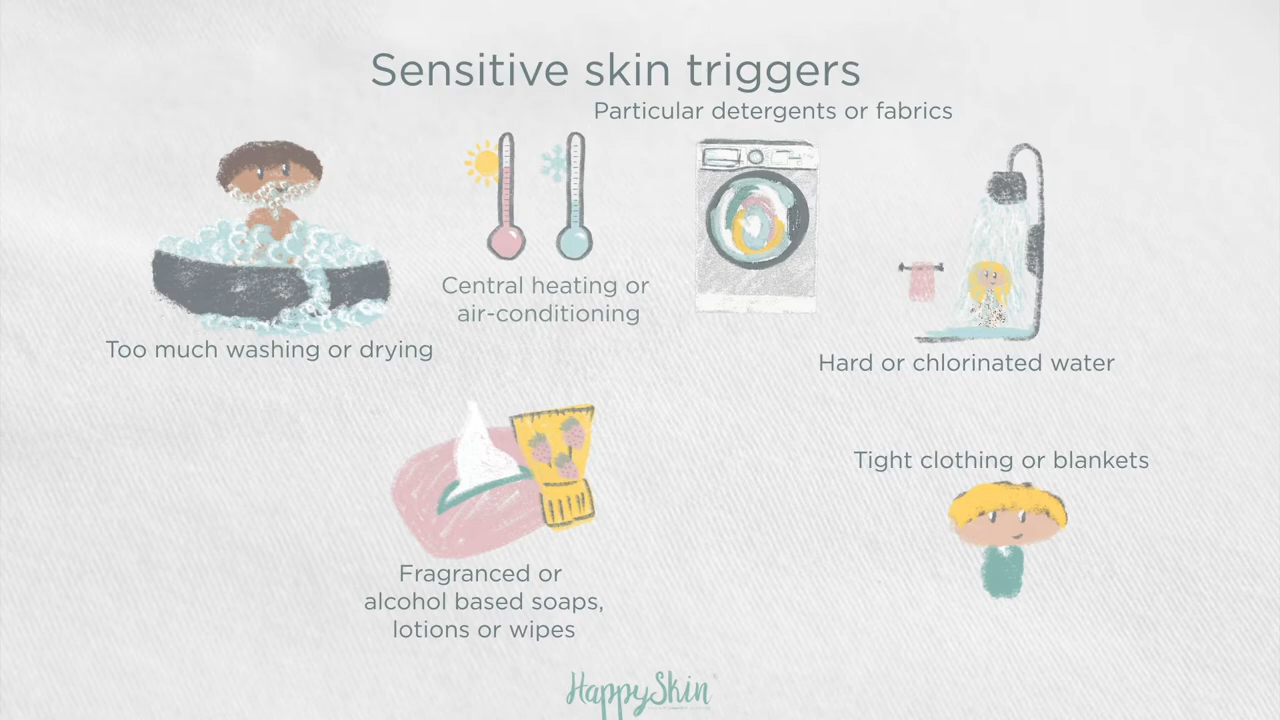 Sensitive skin triggers
Particular detergents or fabrics
Central heating or
air-conditioning
Too much washing or drying
Hard or chlorinated water
Tight clothing or blankets
Fragranced or
alcohol based soaps,
lotions or wipes
HappySkin